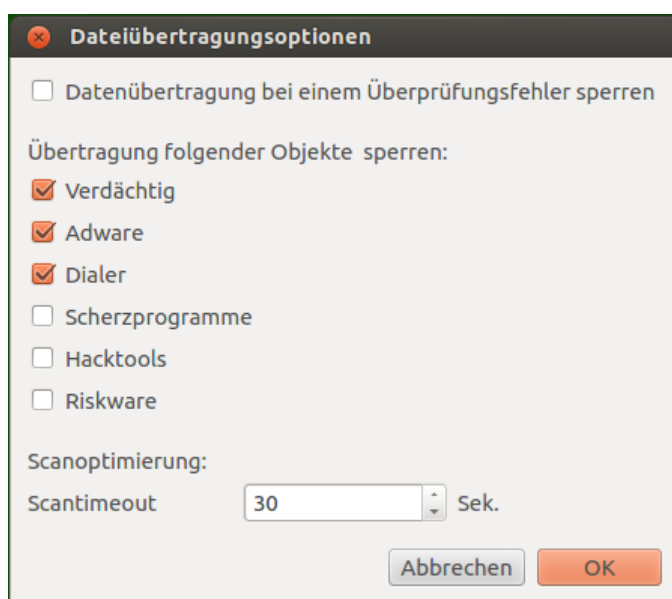 Dateiübertragungsoptionen
Datenübertragung bei einem Überprüfungsfehler sperren
Übertragung folgender Objekte sperren:
Verdächtig
Adware
Dialer
Scherzprogramme
Hacktools
Riskware
Scanoptimierung:
Scantimeout 30 Sek.
Abbrechen OK